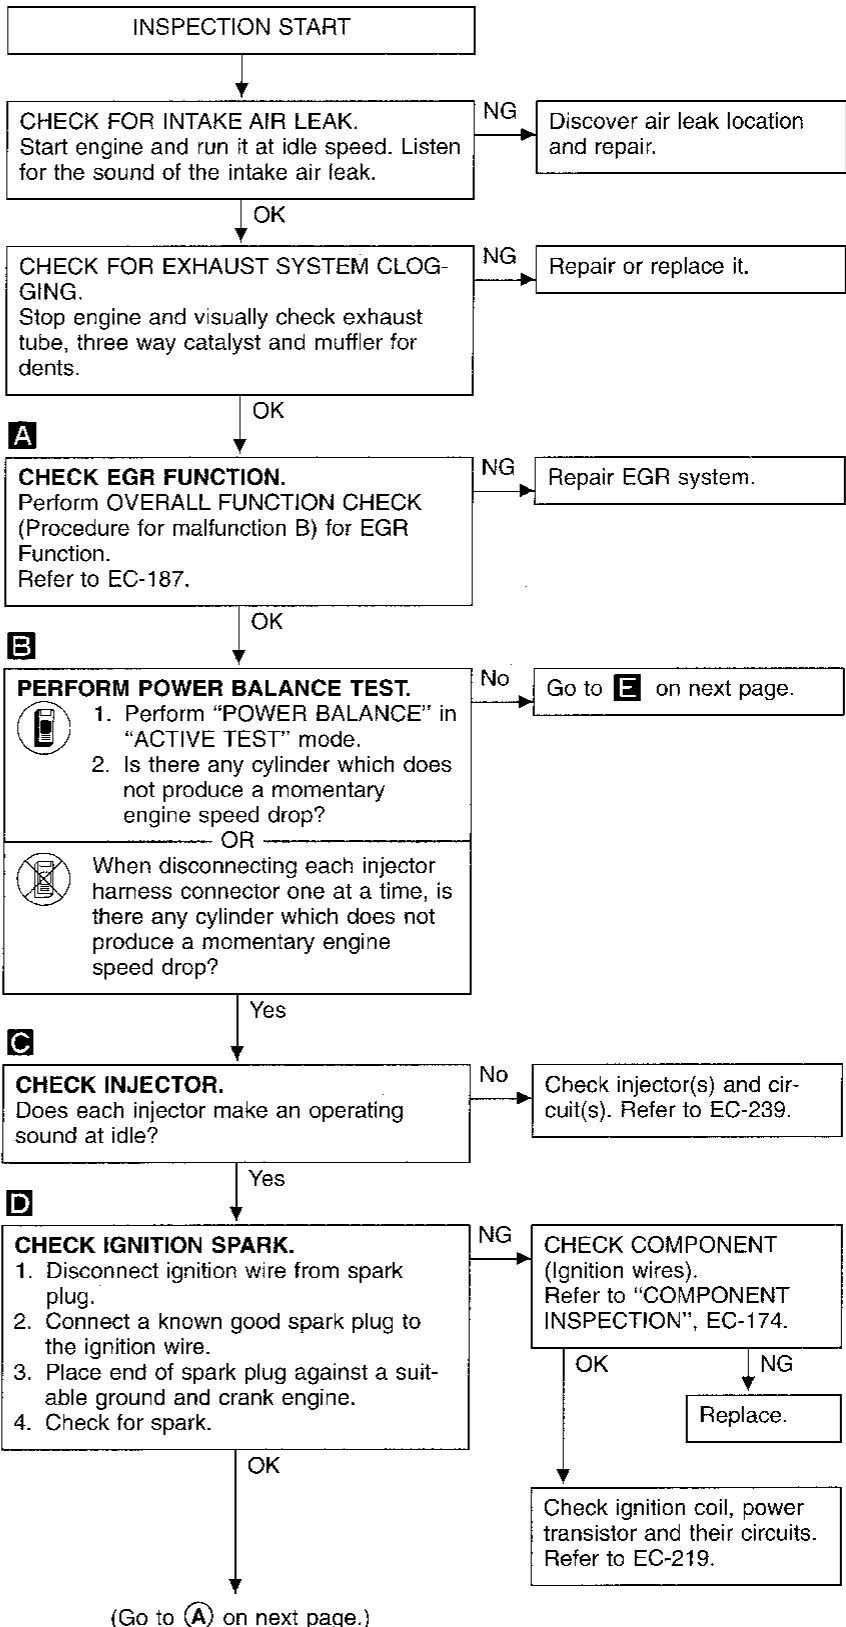 INSPECTION START
CHECK FOR INTAKE AIR LEAK.
Start engine and run it at idle speed. Listen
for the sound of the intake air leak.
NG
Discover air leak location
and repair.
OK
CHECK FOR EXHAUST SYSTEM CLOG-
GING.
Stop engine and visually check exhaust
tube, three way catalyst and muffler for
dents.
NG
Repair or replace it.
OK
A
CHECK EGR FUNCTION.
Perform OVERALL FUNCTION CHECK
(Procedure for malfunction B) for EGR
Function.
Refer to EC-187.
NG
Repair EGR system.
OK
B
PERFORM POWER BALANCE TEST.
1. Perform “POWER BALANCE” in
“ACTIVE TEST” mode.
2. Is there any cylinder which does
not produce a momentary
engine speed drop?
OR
When disconnecting each injector
harness connector one at a time, is
there any cylinder which does not
produce a momentary engine
speed drop?
No
Go to E on next page.
Yes
C
CHECK INJECTOR.
Does each injector make an operating
sound at idle?
No
Check injector(s) and cir-
cuit(s). Refer to EC-239.
Yes
D
CHECK IGNITION SPARK.
1. Disconnect ignition wire from spark
plug.
2. Connect a known good spark plug to
the ignition wire.
3. Place end of spark plug against a suit-
able ground and crank engine.
4. Check for spark.
NG
CHECK COMPONENT
(Ignition wires).
Refer to “COMPONENT
INSPECTION”, EC-174.
OK
NG
Replace.
Check ignition coil, power
transistor and their circuits.
Refer to EC-219.
OK
(Go to A on next page.)